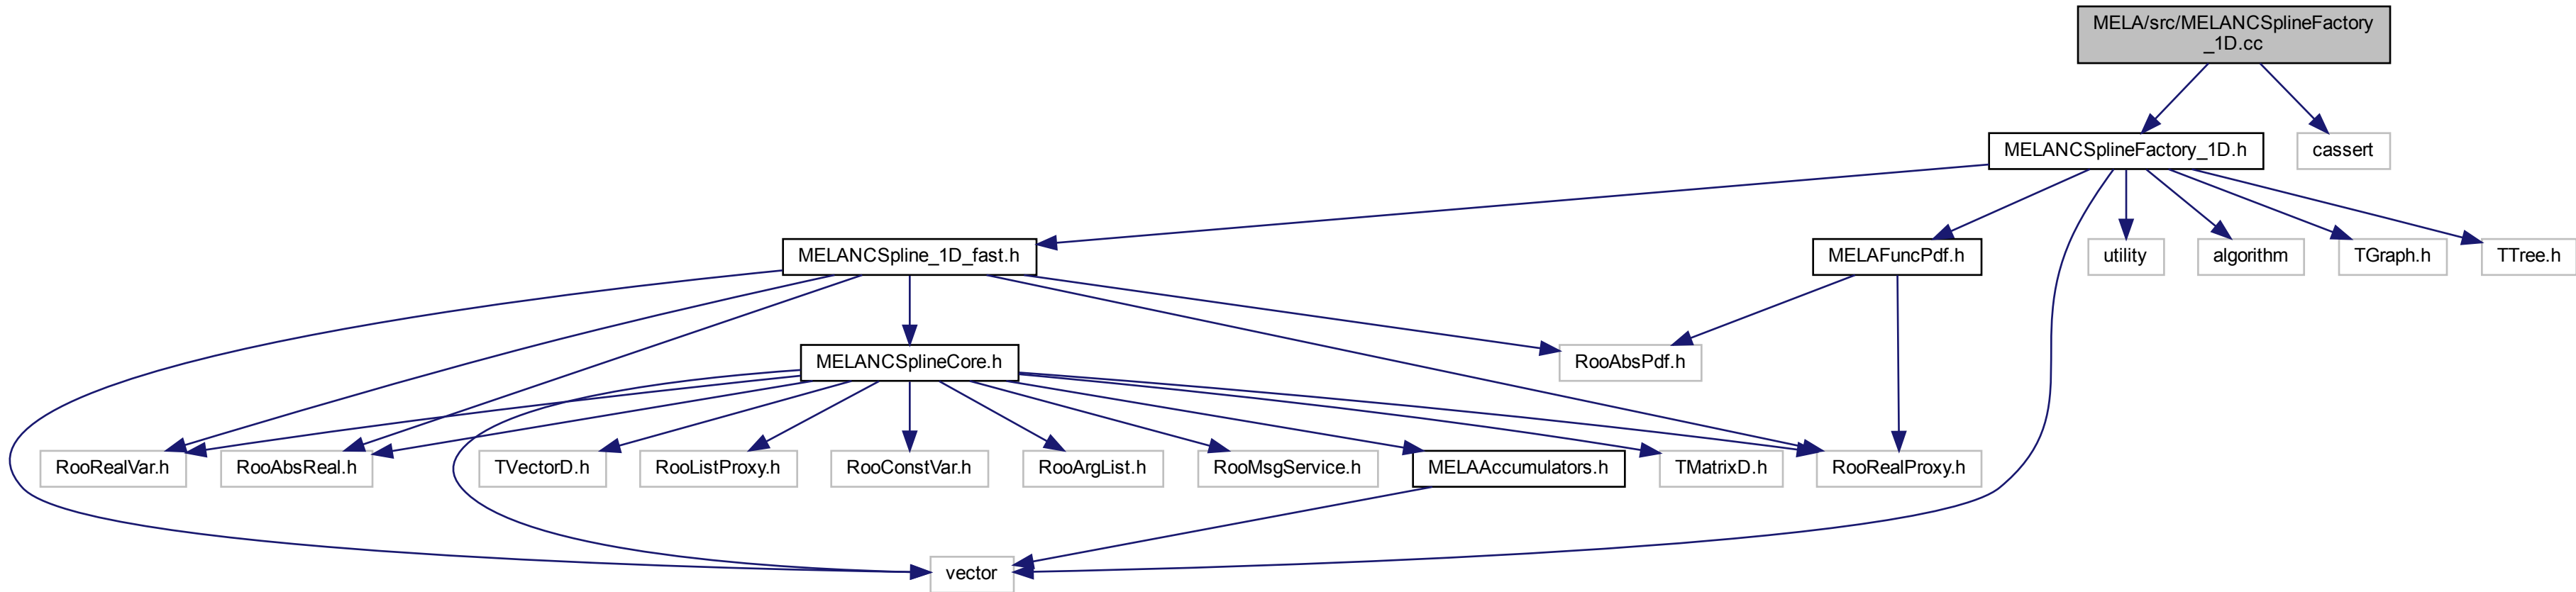 MELA/src/MELANCSplineFactory
_1D.cc
MELANCSplineFactory_1D.h
cassert
MELANCSpline_1D_fast.h
MELAFuncPdf.h
utility
algorithm
TGraph.h
TTree.h
MELANCSplineCore.h
RooAbsPdf.h
RooRealVar.h
RooAbsReal.h
TVectorD.h
RooListProxy.h
RooConstVar.h
RooArgList.h
RooMsgService.h
MELAAccumulators.h
TMatrixD.h
RooRealProxy.h
vector